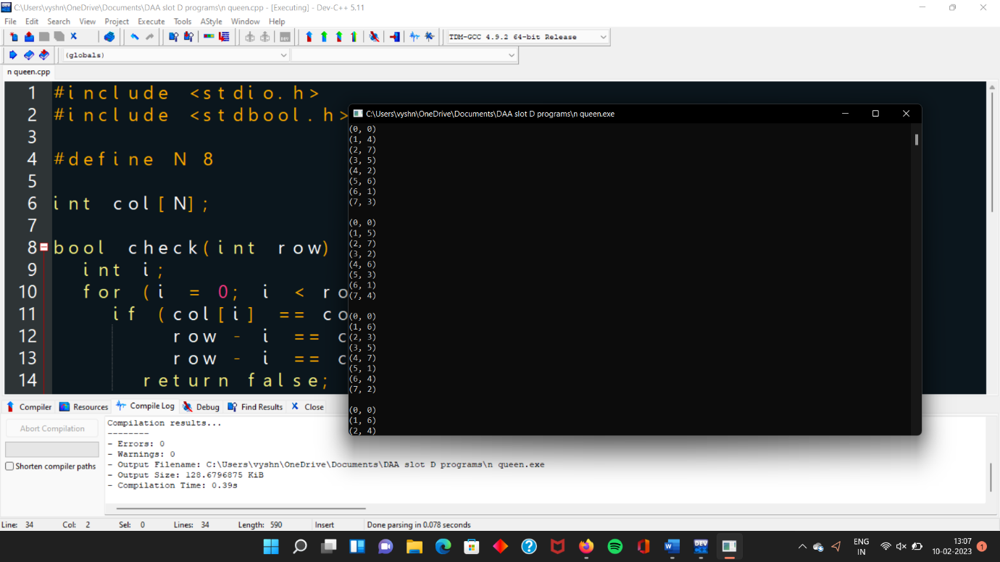 C:\Users\vyshn\OneDrive\Documents\DAA slot D programs\n queen.cpp - [Executing] - Dev-C++ 5.11
File Edit Search View Project Execute Tools AStyle Window Help
TDM-GCC 4.9.2 64-bit Release
(globals)
n queen.cpp
1 #include <stdio.h>
2 #include <stdbool.h>
3
4 #define N 8
5
6 int col[N];
7
8 bool check(int row)
9 int i;
10 for (i = 0; i < ro
11 if (col[i] == co
12 row - i == c
13 row - i == c
14 return false;
C:\Users\vyshn\OneDrive\Documents\DAA slot D programs\n queen.exe
(0, 0)
(1, 4)
(2, 7)
(3, 5)
(4, 2)
(5, 6)
(6, 1)
(7, 3)
(0, 0)
(1, 5)
(2, 7)
(3, 2)
(4, 6)
(5, 3)
(6, 1)
(7, 4)
(0, 0)
(1, 6)
(2, 3)
(3, 5)
(4, 7)
(5, 1)
(6, 4)
(7, 2)
(0, 0)
(1, 6)
(2, 4)
Compiler Resources Compile Log Debug Find Results Close
Abort Compilation
Shorten compiler paths
Compilation results...
--------
- Errors: 0
- Warnings: 0
- Output Filename: C:\Users\vyshn\OneDrive\Documents\DAA slot D programs\n queen.exe
- Output Size: 128.6796875 KiB
- Compilation Time: 0.39s
Line: 34 Col: 2 Sel: 0 Lines: 34 Length: 590 Insert Done parsing in 0.078 seconds
DEV
ENG
IN
13:07
10-02-2023
1